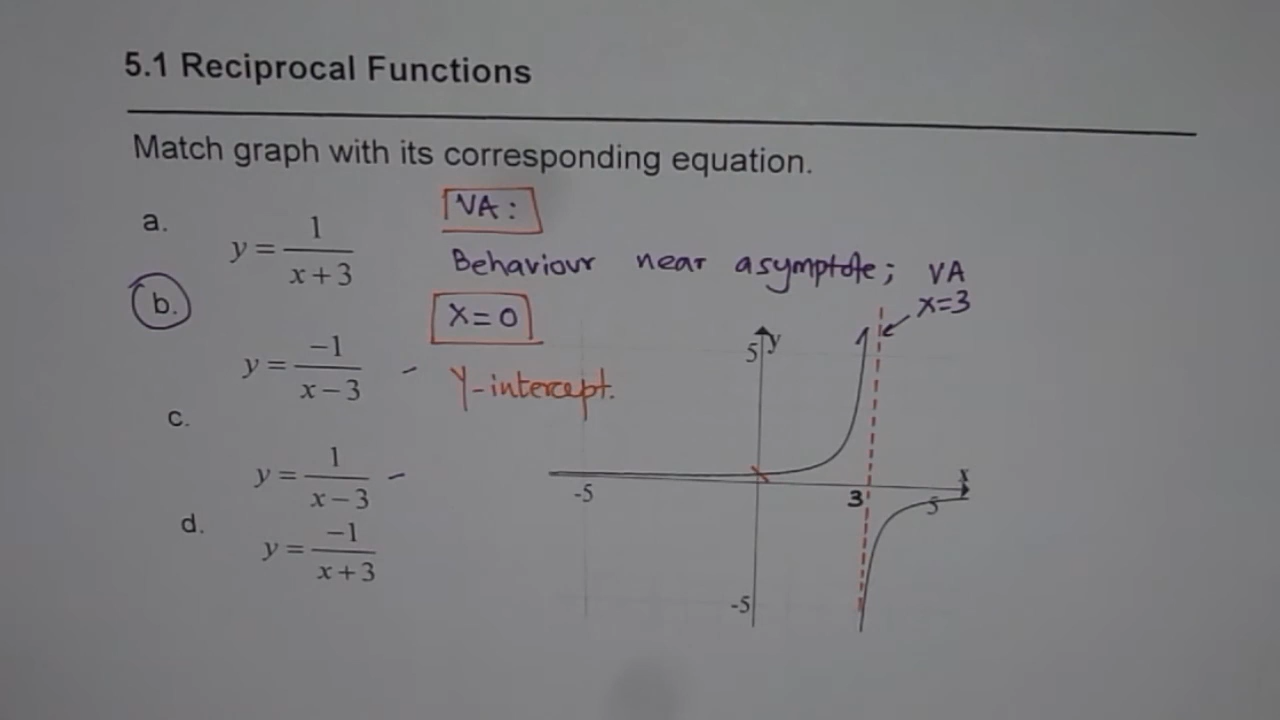 5.1 Reciprocal Functions
Match graph with its corresponding equation.
a.
y = 1/(x + 3)
b.
y = -1/(x - 3) -
c.
y = 1/(x - 3) -
d.
y = -1/(x + 3)
VA :
Behaviour near asymptote; VA
x=3
X = 0
Y-intercept.
5 y
-5 3 5 x
-5